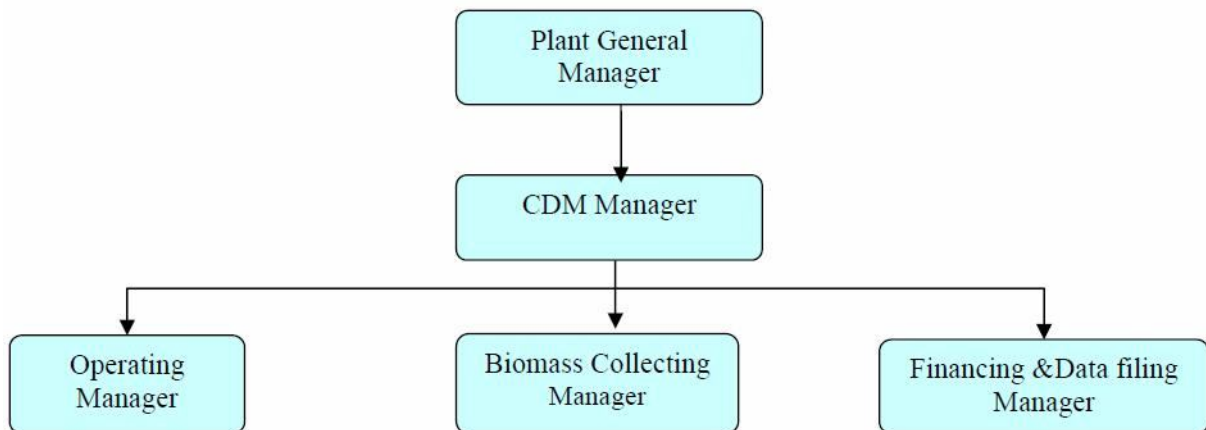 Plant General
Manager
CDM Manager
Operating
Manager
Biomass Collecting
Manager
Financing &Data filing
Manager